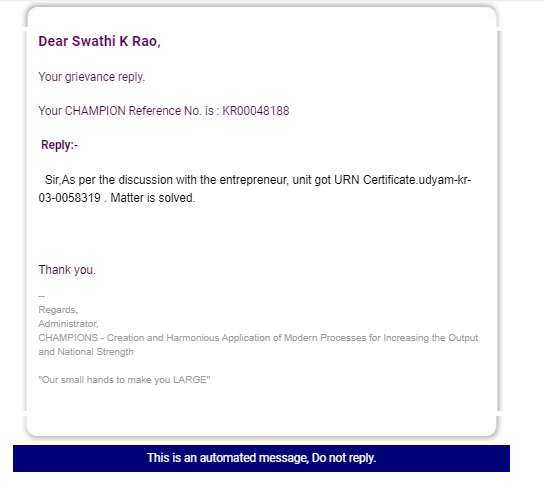 Dear Swathi K Rao,
Your grievance reply.
Your CHAMPION Reference No. is : KR00048188
Reply:-
Sir,As per the discussion with the entrepreneur, unit got URN Certificate.udyam-kr-
03-0058319 . Matter is solved.
Thank you.
--
Regards,
Administrator,
CHAMPIONS - Creation and Harmonious Application of Modern Processes for Increasing the Output
and National Strength
"Our small hands to make you LARGE"
This is an automated message, Do not reply.